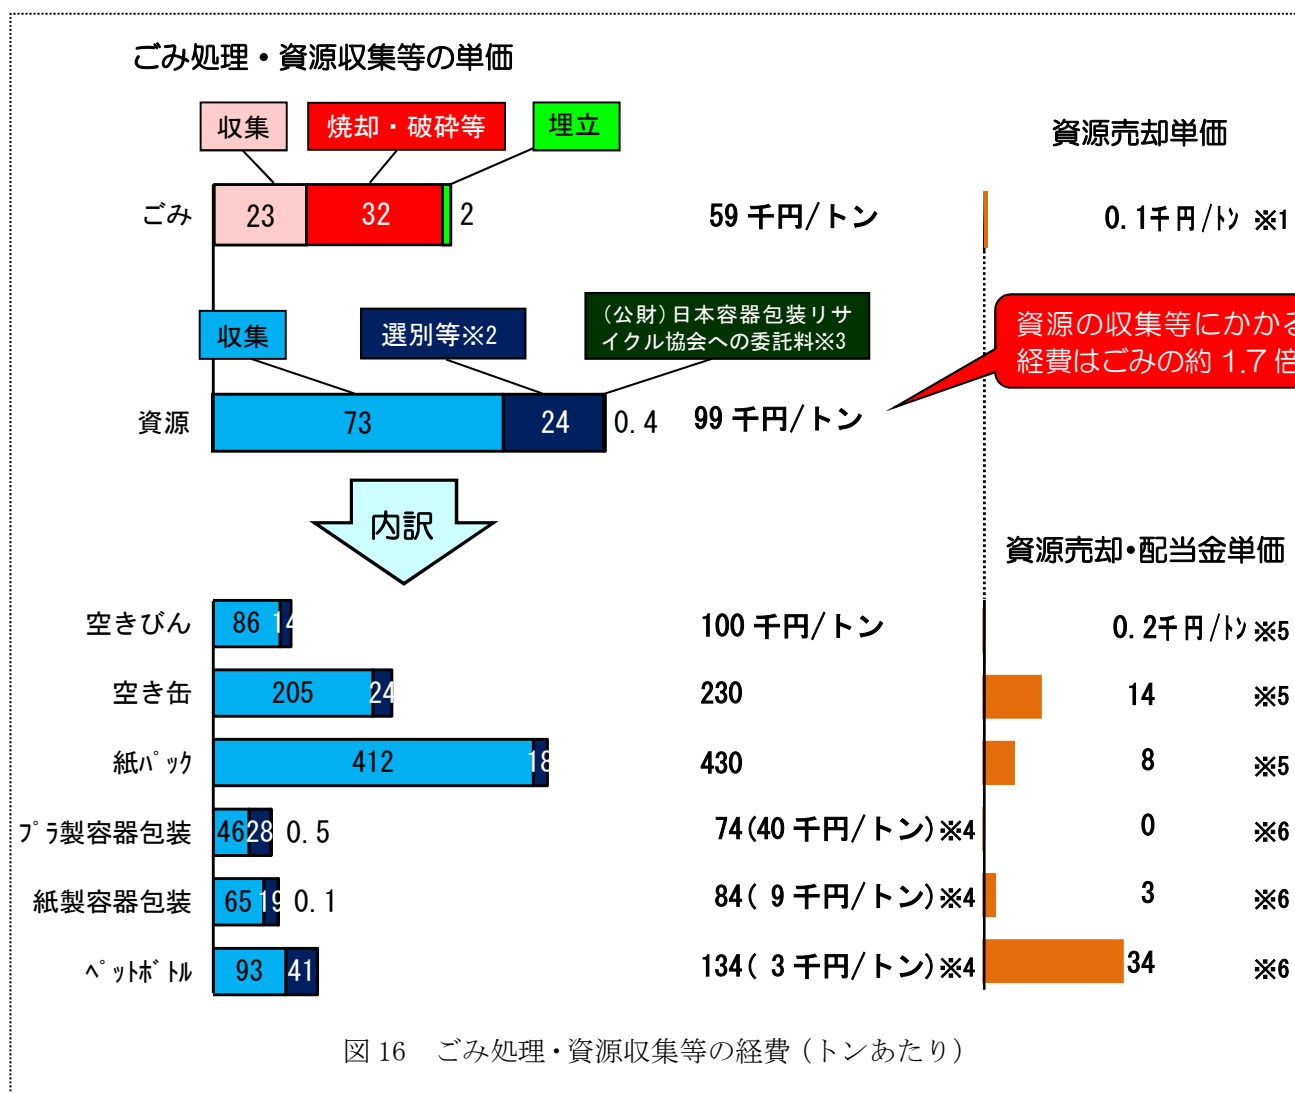 ごみ処理・資源収集等の単価
収集
焼却・破砕等
埋立
資源売却単価
ごみ
23
32
2
59 千円/トン
0.1千円/ﾄﾝ ※1
収集
選別等※2
(公財)日本容器包装リサ
イクル協会への委託料※3
資源の収集等にかかる
経費はごみの約 1.7 倍
資源
73
24
0.4
99 千円/トン
内訳
資源売却・配当金単価
空きびん
86
14
100 千円/トン
0.2千円/ﾄﾝ ※5
空き缶
205
24
230
14
※5
紙ﾊﾟｯｸ
412
18
430
8
※5
ﾌﾟﾗ製容器包装
46
28
0.5
74(40 千円/トン)※4
0
※6
紙製容器包装
65
19
0.1
84( 9 千円/トン)※4
3
※6
ﾍﾟｯﾄﾎﾞﾄﾙ
93
41
134( 3 千円/トン)※4
34
※6
図 16　ごみ処理・資源収集等の経費（トンあたり）